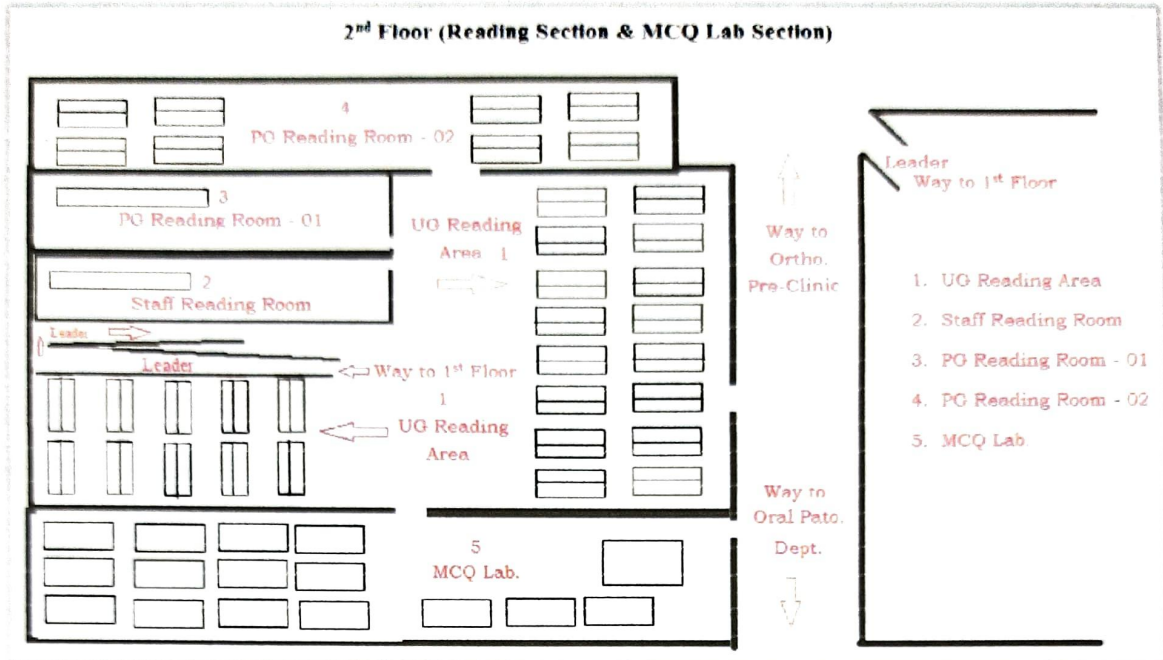 2nd Floor (Reading Section & MCQ Lab Section)
4
PG Reading Room - 02
3
PG Reading Room - 01
UG Reading
Area 1
2
Staff Reading Room
Leader
Leader
Way to 1st Floor
1
UG Reading
Area
5
MCQ Lab.
Way to
Ortho.
Pre-Clinic
Way to
Oral Pato.
Dept.
Leader
Way to 1st Floor
1. UG Reading Area
2. Staff Reading Room
3. PG Reading Room - 01
4. PG Reading Room - 02
5. MCQ Lab